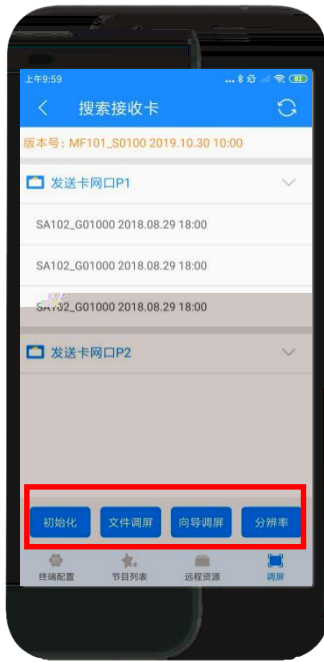 上午9:59
82
搜索接收卡
版本号：MF101_S0100 2019.10.30 10:00
发送卡网口P1
SA102_G01000 2018.08.29 18:00
SA102_G01000 2018.08.29 18:00
SA102_G01000 2018.08.29 18:00
发送卡网口P2
初始化 文件调屏 向导调屏 分辨率
终端配置 节目列表 远程资源 调屏